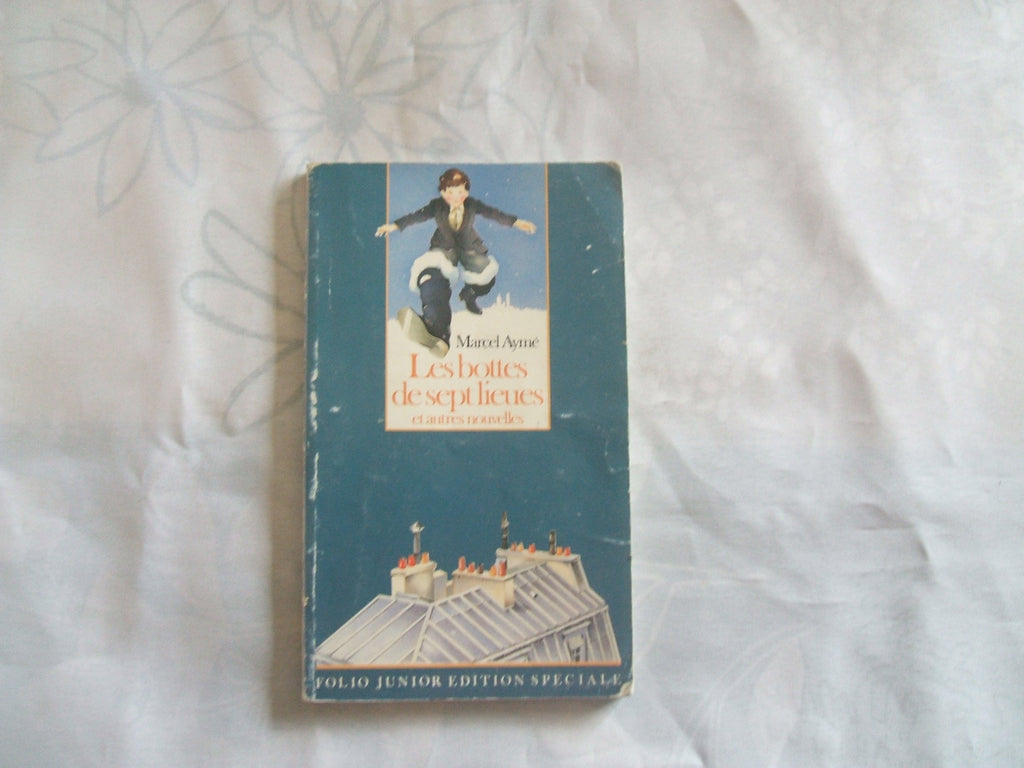 Marcel Aymé
Les bottes
de sept lieues
et autres nouvelles
FOLIO JUNIOR EDITION SPECIALE